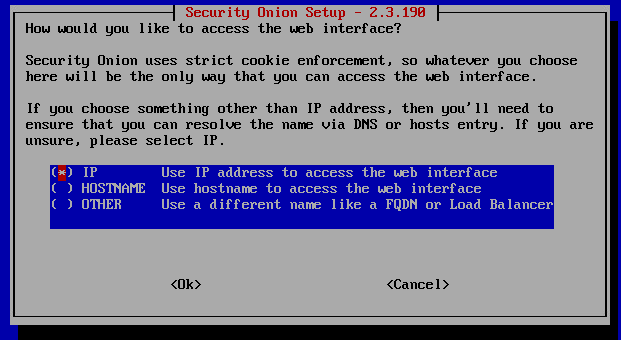 Security Onion Setup - 2.3.190
How would you like to access the web interface?
Security Onion uses strict cookie enforcement, so whatever you choose
here will be the only way that you can access the web interface.
If you choose something other than IP address, then you'll need to
ensure that you can resolve the name via DNS or hosts entry. If you are
unsure, please select IP.
(*) IP Use IP address to access the web interface
( ) HOSTNAME Use hostname to access the web interface
( ) OTHER Use a different name like a FQDN or Load Balancer
<Ok> <Cancel>